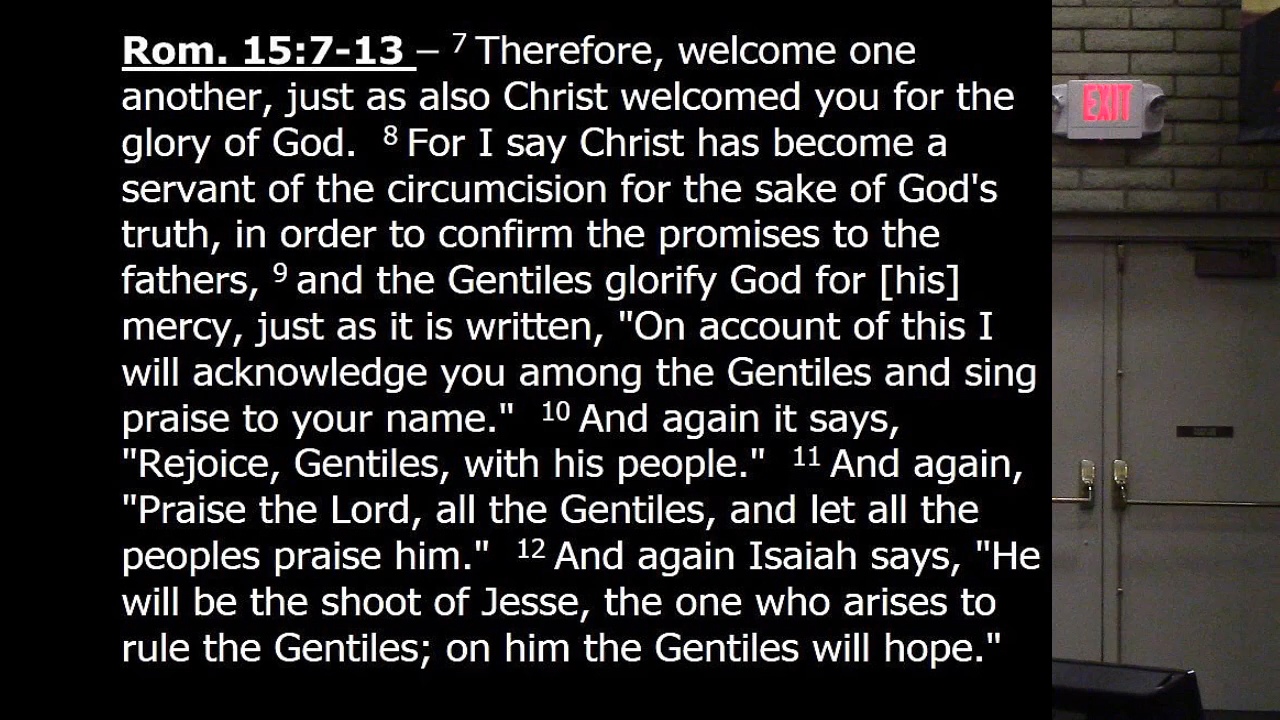 Rom. 15:7-13 – 7 Therefore, welcome one
another, just as also Christ welcomed you for the
glory of God. 8 For I say Christ has become a
servant of the circumcision for the sake of God's
truth, in order to confirm the promises to the
fathers, 9 and the Gentiles glorify God for [his]
mercy, just as it is written, "On account of this I
will acknowledge you among the Gentiles and sing
praise to your name." 10 And again it says,
"Rejoice, Gentiles, with his people." 11 And again,
"Praise the Lord, all the Gentiles, and let all the
peoples praise him." 12 And again Isaiah says, "He
will be the shoot of Jesse, the one who arises to
rule the Gentiles; on him the Gentiles will hope."
EXIT